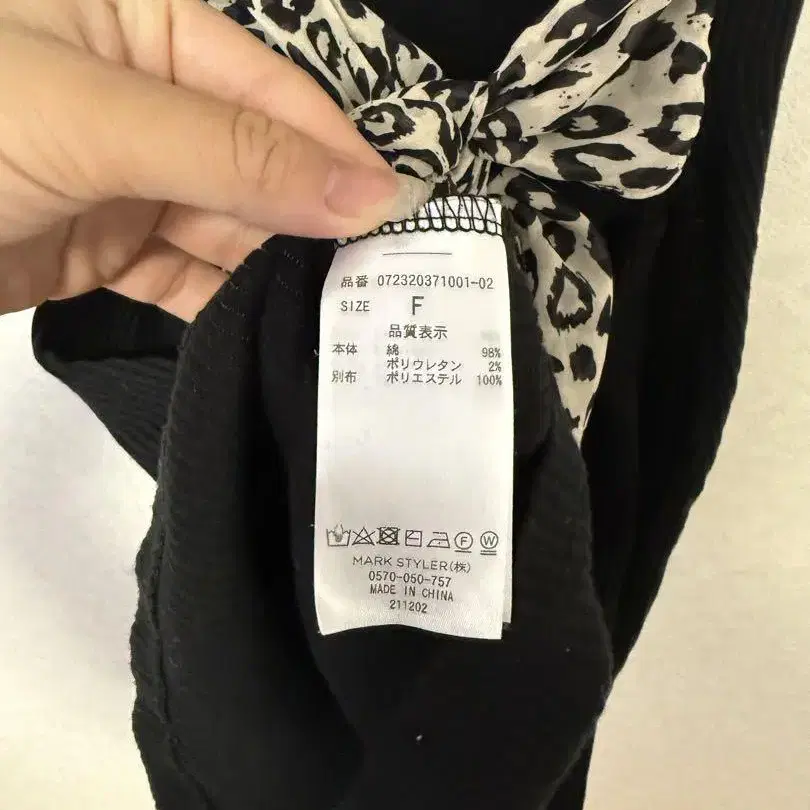 品番 072320371001-02
SIZE F
品質表示
本体 綿 98%
ポリウレタン 2%
別布 ポリエステル 100%
F W
MARK STYLER(株)
0570-050-757
MADE IN CHINA
211202